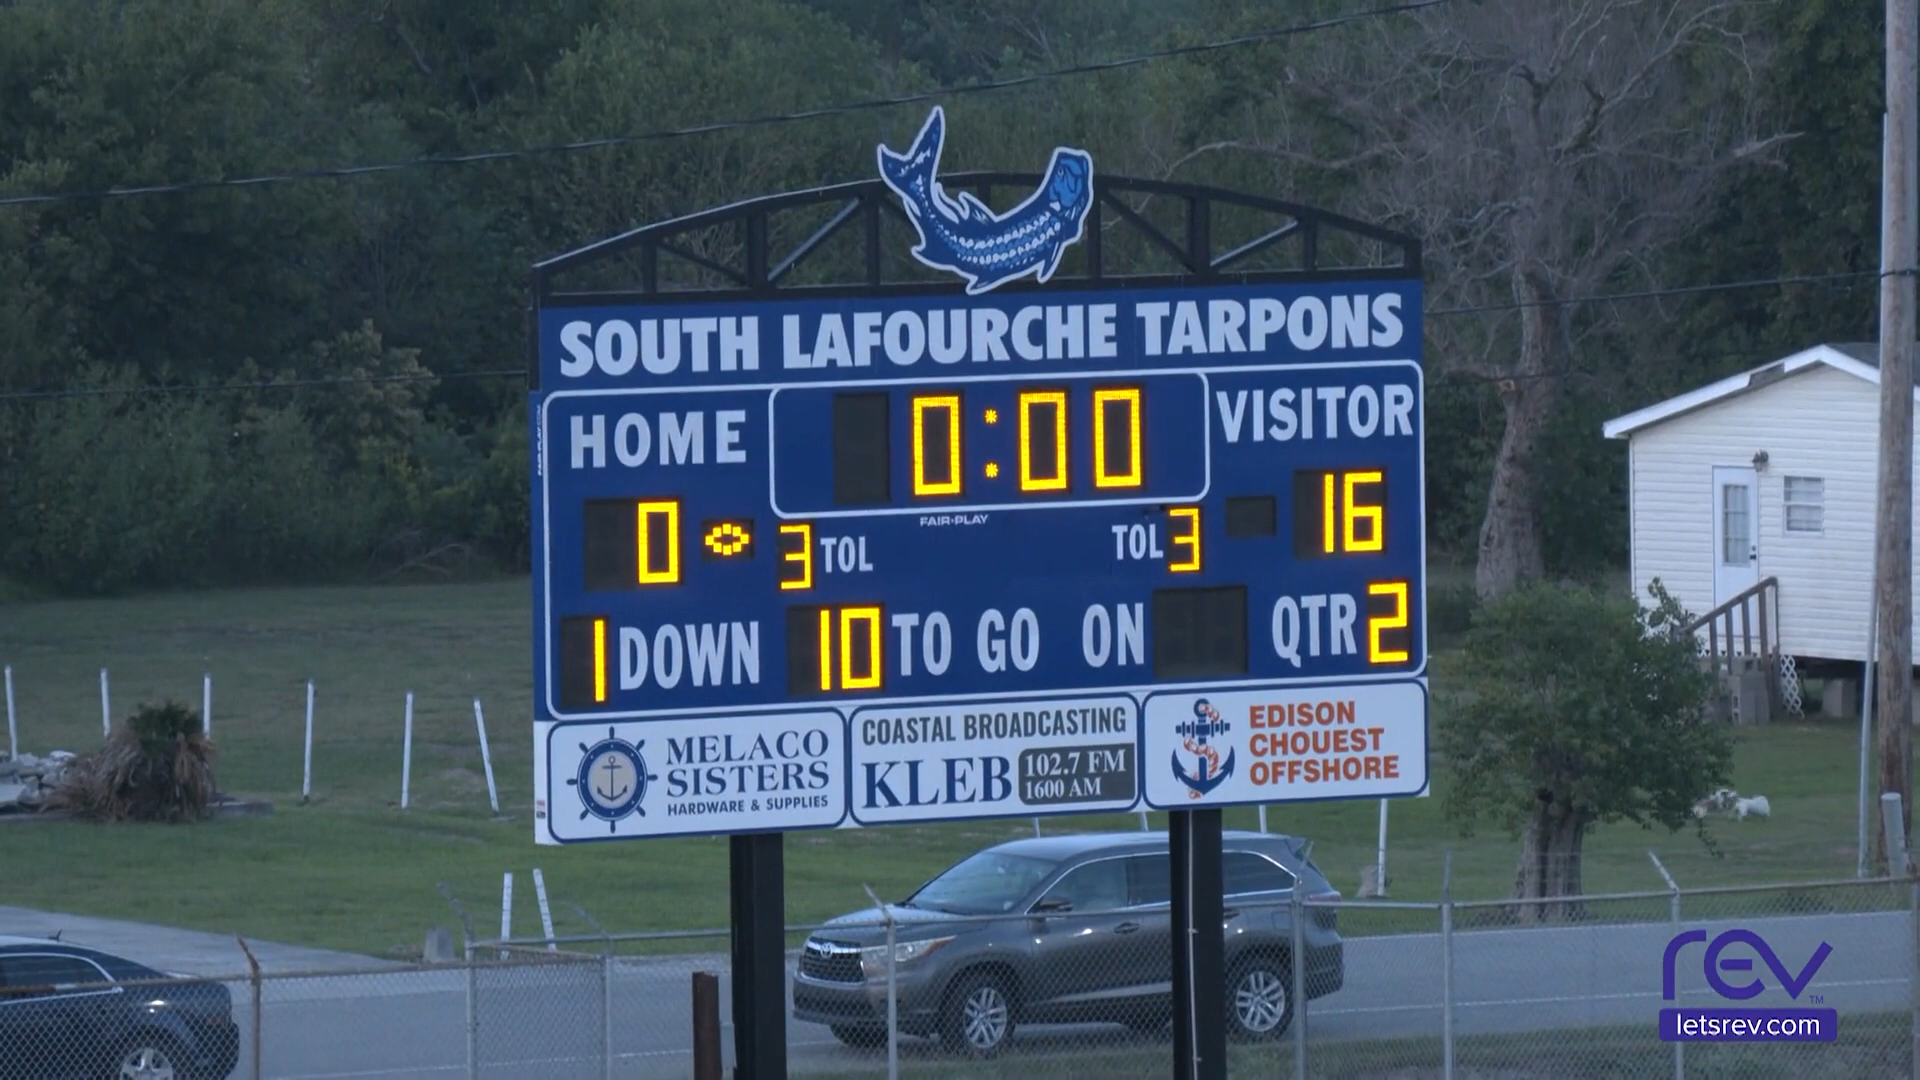 SOUTH LAFOURCHE TARPONS
HOME 0:00 VISITOR
0 3 TOL FAIR-PLAY TOL 3 16
1 DOWN 10 TO GO ON QTR 2
MELACO
SISTERS
HARDWARE & SUPPLIES
COASTAL BROADCASTING
KLEB 102.7 FM
1600 AM
EDISON
CHOUEST
OFFSHORE
rev™
letsrev.com